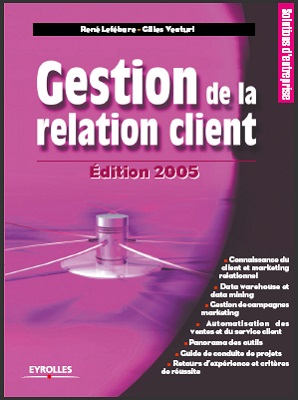 René Lefébure - Gilles Venturi
Solutions d'entreprise
Gestion de la
relation client
Édition 2005
Connaissance du
client et marketing
relationnel
Data warehouse et
data mining
Gestion de campagnes
marketing
Automatisation des
ventes et du service client
Panorama des outils
Guide de conduite de projets
Retours d'expérience et critères
de réussite
EYROLLES